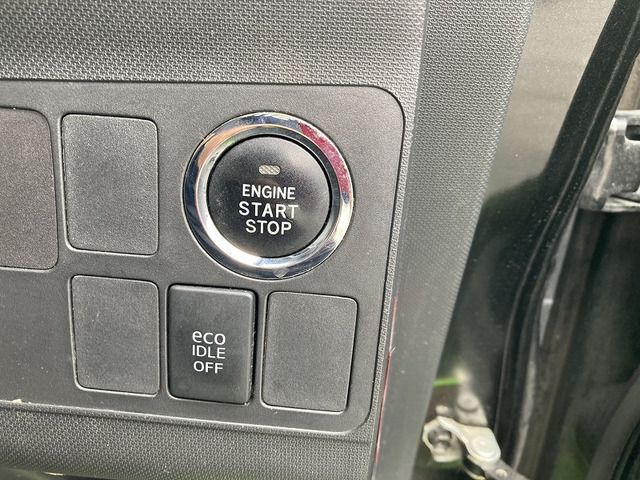 ENGINE
START
STOP
eco
IDLE
OFF